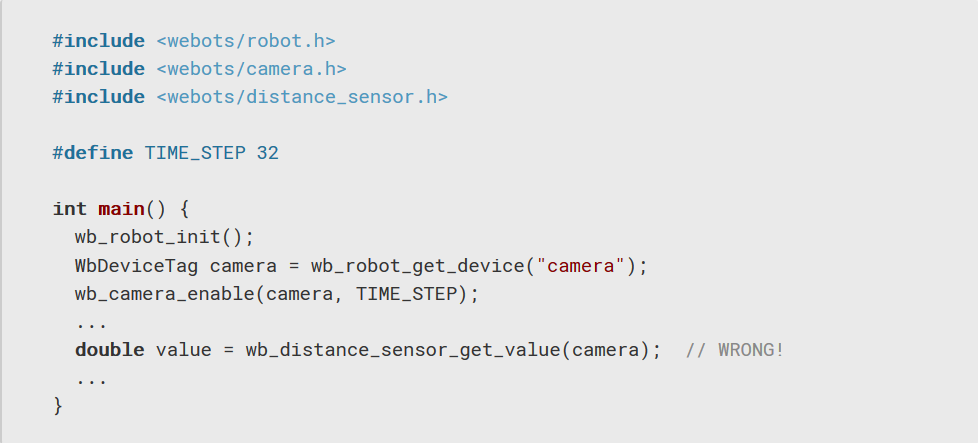 #include <webots/robot.h>
#include <webots/camera.h>
#include <webots/distance_sensor.h>

#define TIME_STEP 32

int main() {
  wb_robot_init();
  WbDeviceTag camera = wb_robot_get_device("camera");
  wb_camera_enable(camera, TIME_STEP);
  ...
  double value = wb_distance_sensor_get_value(camera);  // WRONG!
  ...
}